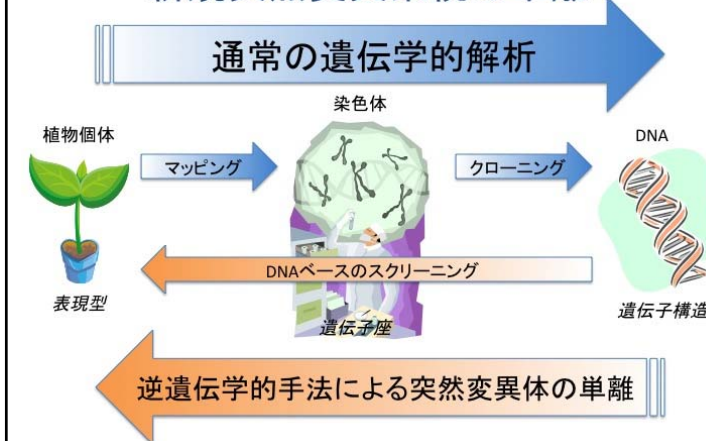 通常の遺伝学的解析
染色体
植物個体
DNA
マッピング
クローニング
DNAベースのスクリーニング
表現型
遺伝子座
遺伝子構造
逆遺伝学的手法による突然変異体の単離